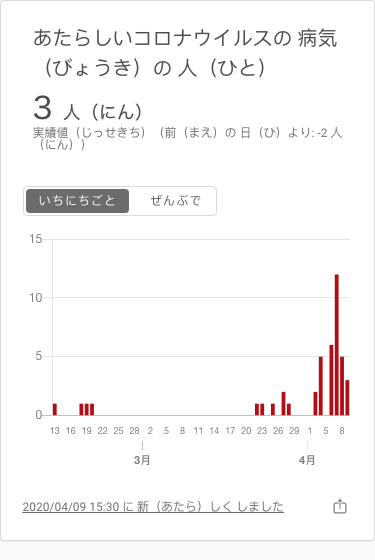 あたらしいコロナウイルスの 病気
（びょうき）の 人（ひと）
3 人（にん）
実績値（じっせきち）（前（まえ）の 日（ひ）より: -2 人
（にん））
いちにちごと ぜんぶで
15
10
5
0
13 16 19 22 25 28 2 5 8 11 14 17 20 23 26 29 1 5 8
3月 4月
2020/04/09 15:30 に 新（あたら）しく しました